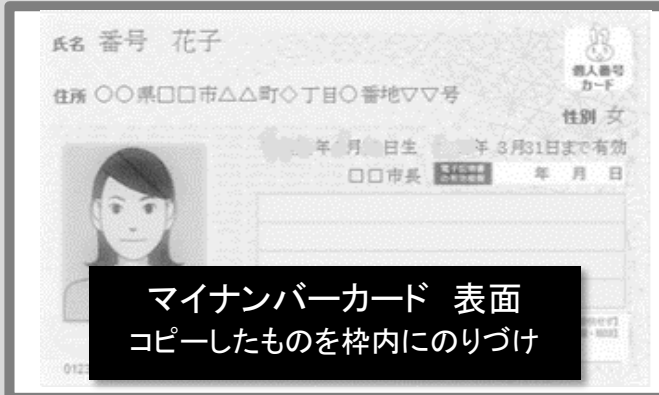 氏名 番号 花子
個人番号
カード
住所 ○○県□□市△△町◇丁目○番地▽▽号
性別 女
年 月 日生 年 3月31日まで有効
□□市長 年 月 日
マイナンバーカード 表面
コピーしたものを枠内にのりづけ
0123